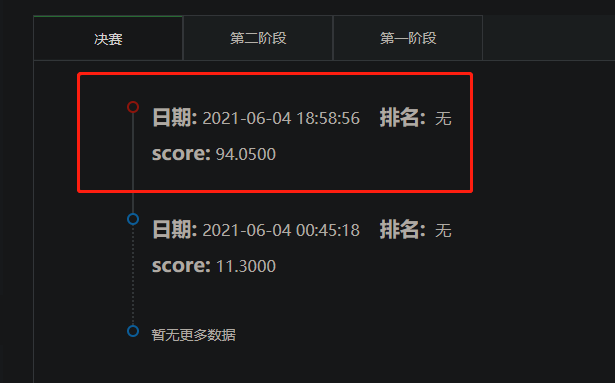 决赛 第二阶段 第一阶段
日期: 2021-06-04 18:58:56 排名: 无
score: 94.0500
日期: 2021-06-04 00:45:18 排名: 无
score: 11.3000
暂无更多数据